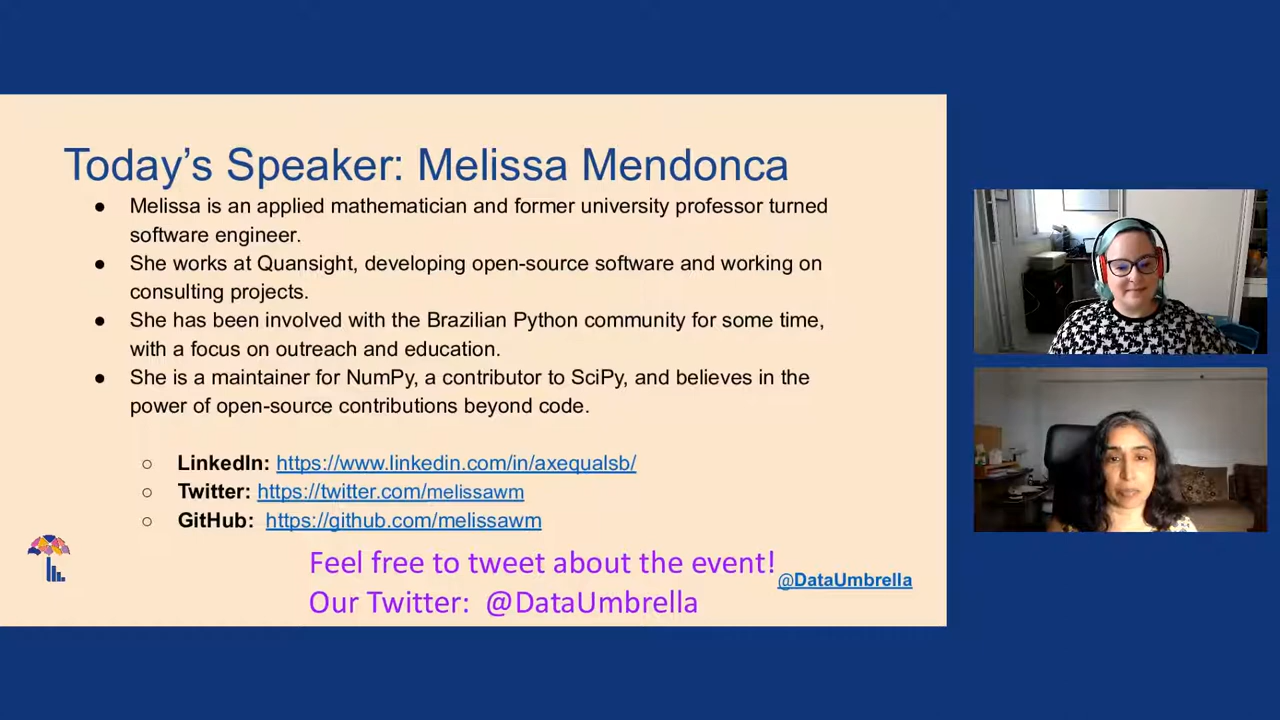 Today's Speaker: Melissa Mendonca
● Melissa is an applied mathematician and former university professor turned
software engineer.
● She works at Quansight, developing open-source software and working on
consulting projects.
● She has been involved with the Brazilian Python community for some time,
with a focus on outreach and education.
● She is a maintainer for NumPy, a contributor to SciPy, and believes in the
power of open-source contributions beyond code.
○ LinkedIn: https://www.linkedin.com/in/axequalsb/
○ Twitter: https://twitter.com/melissawm
○ GitHub: https://github.com/melissawm
Feel free to tweet about the event!
@DataUmbrella
Our Twitter: @DataUmbrella